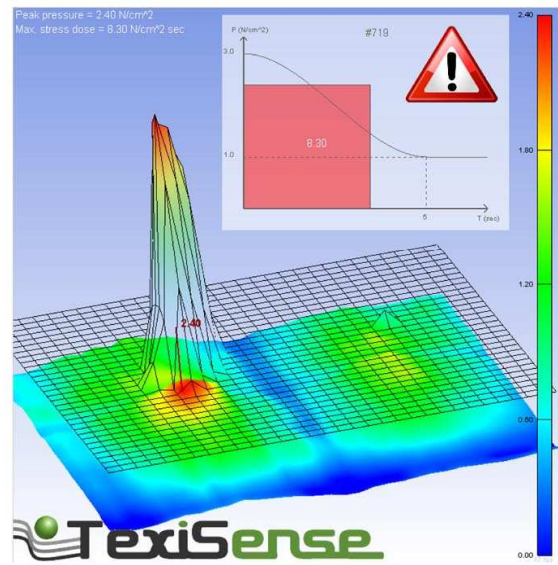 Peak pressure = 2.40 N/cm^2
Max. stress dose = 8.30 N/cm^2 sec
P (N/cm^2)
#719
3.0
8.30
1.0
5
T (sec)
2.40
1.80
1.20
0.60
0.00
2.40
TexiSense